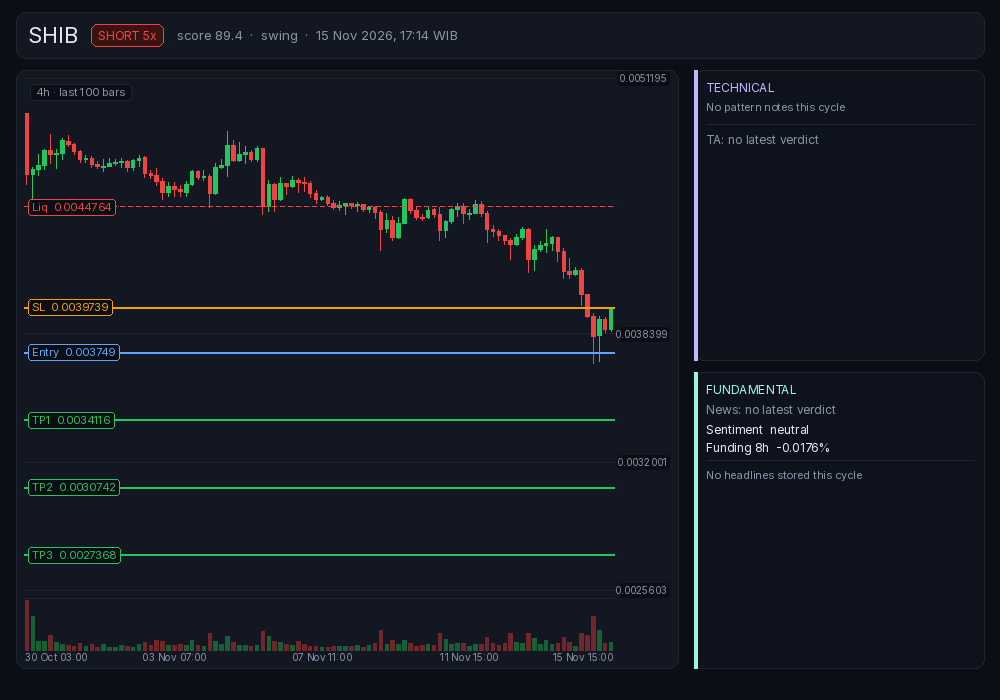 SHIB SHORT 5x score 89.4 · swing · 15 Nov 2026, 17:14 WIB
4h · last 100 bars
0.0051195
Liq 0.0044764
SL 0.0039739
0.0038399
Entry 0.003749
TP1 0.0034116
0.0032001
TP2 0.0030742
TP3 0.0027368
0.0025603
30 Oct 03:00 03 Nov 07:00 07 Nov 11:00 11 Nov 15:00 15 Nov 15:00
TECHNICAL
No pattern notes this cycle
TA: no latest verdict
FUNDAMENTAL
News: no latest verdict
Sentiment neutral
Funding 8h -0.0176%
No headlines stored this cycle